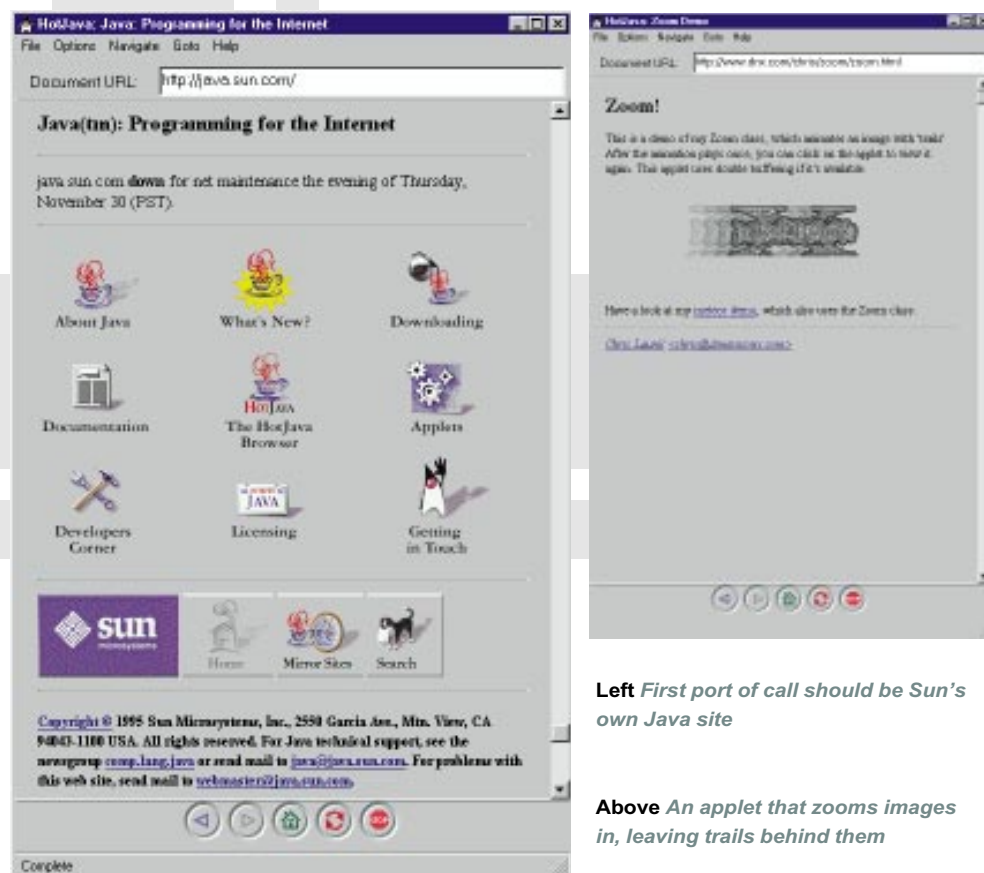 HotJava: Java: Programming for the Internet
File Options Navigate Goto Help
Document URL: http://java.sun.com/
Java(tm): Programming for the Internet
java.sun.com down for net maintenance the evening of Thursday,
November 30 (PST).
About Java
What's New?
Downloading
Documentation
HotJava
The HotJava
Browser
Applets
Developers
Corner
JAVA
Licensing
Getting
in Touch
sun
microsystems
Home
Mirror Sites
Search
Copyright © 1995 Sun Microsystems, Inc., 2550 Garcia Ave., Mtn. View, CA
94043-1100 USA. All rights reserved. For Java technical support, see the
newsgroup comp.lang.java or send mail to java@java.sun.com. For problems with
this web site, send mail to webmaster@java.sun.com.
STOP
Complete
HotJava: Zoom Demo
File Options Navigate Goto Help
Document URL:
Zoom!
This is a demo of my Zoom class, which animates an image with 'trails'
After the animation plays once, you can click on the applet to view it
again. This applet uses double buffering if it's available.
Have a look at my, which also uses the Zoom class.
STOP
Left First port of call should be Sun's
own Java site
Above An applet that zooms images
in, leaving trails behind them